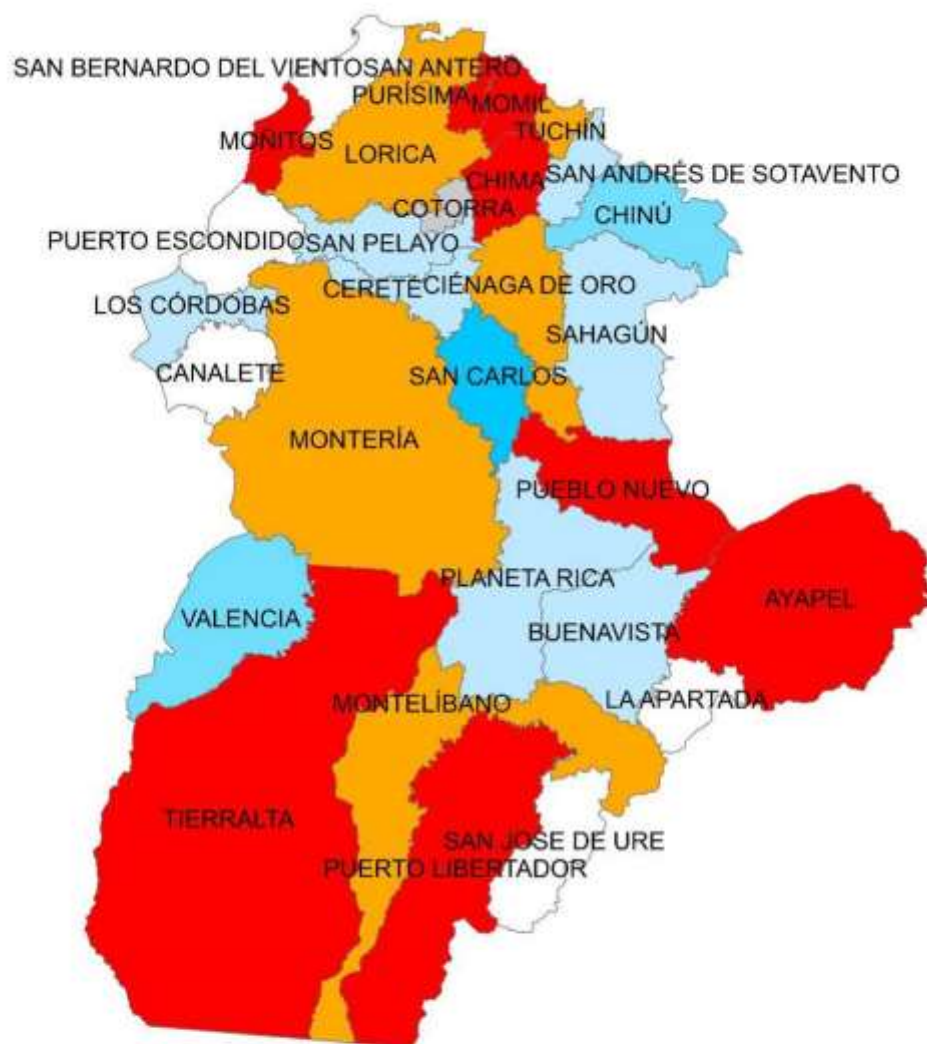 SAN BERNARDO DEL VIENTO
SAN ANTERO
PURÍSIMA
MOMIL
TUCHÍN
MOÑITOS
LORICA
CHIMA
SAN ANDRÉS DE SOTAVENTO
COTORRA
CHINÚ
PUERTO ESCONDIDO
SAN PELAYO
CERETÉ
CIÉNAGA DE ORO
LOS CÓRDOBAS
SAHAGÚN
CANALETE
SAN CARLOS
MONTERÍA
PUEBLO NUEVO
PLANETA RICA
AYAPEL
VALENCIA
BUENAVISTA
MONTELÍBANO
LA APARTADA
TIERRALTA
SAN JOSE DE URE
PUERTO LIBERTADOR